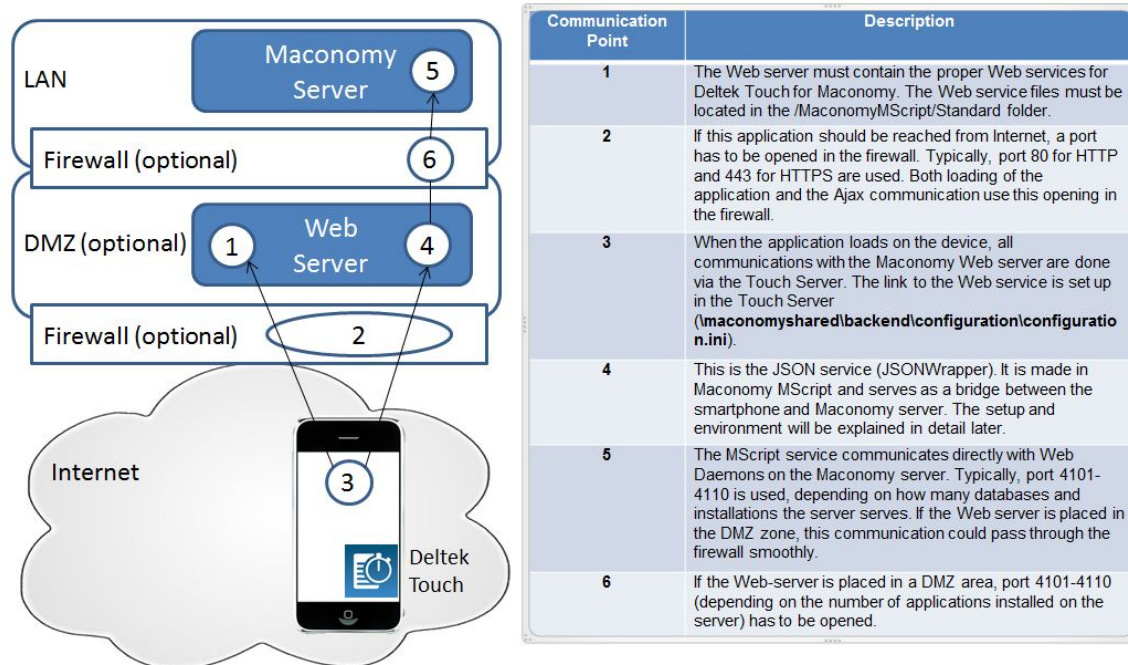 Maconomy
Server
5
LAN
Firewall (optional)
6
DMZ (optional)
1
Web
Server
4
Firewall (optional)
2
Internet
3
Deltek
Touch
Communication
Point
Description
1
The Web server must contain the proper Web services for
Deltek Touch for Maconomy. The Web service files must be
located in the /MaconomyMScript/Standard folder.
2
If this application should be reached from Internet, a port
has to be opened in the firewall. Typically, port 80 for HTTP
and 443 for HTTPS are used. Both loading of the
application and the Ajax communication use this opening in
the firewall.
3
When the application loads on the device, all
communications with the Maconomy Web server are done
via the Touch Server. The link to the Web service is set up
in the Touch Server
(\maconomyshared\backend\configuration\configuratio
n.ini).
4
This is the JSON service (JSONWrapper). It is made in
Maconomy MScript and serves as a bridge between the
smartphone and Maconomy server. The setup and
environment will be explained in detail later.
5
The MScript service communicates directly with Web
Daemons on the Maconomy server. Typically, port 4101-
4110 is used, depending on how many databases and
installations the server serves. If the Web server is placed in
the DMZ zone, this communication could pass through the
firewall smoothly.
6
If the Web-server is placed in a DMZ area, port 4101-4110
(depending on the number of applications installed on the
server) has to be opened.